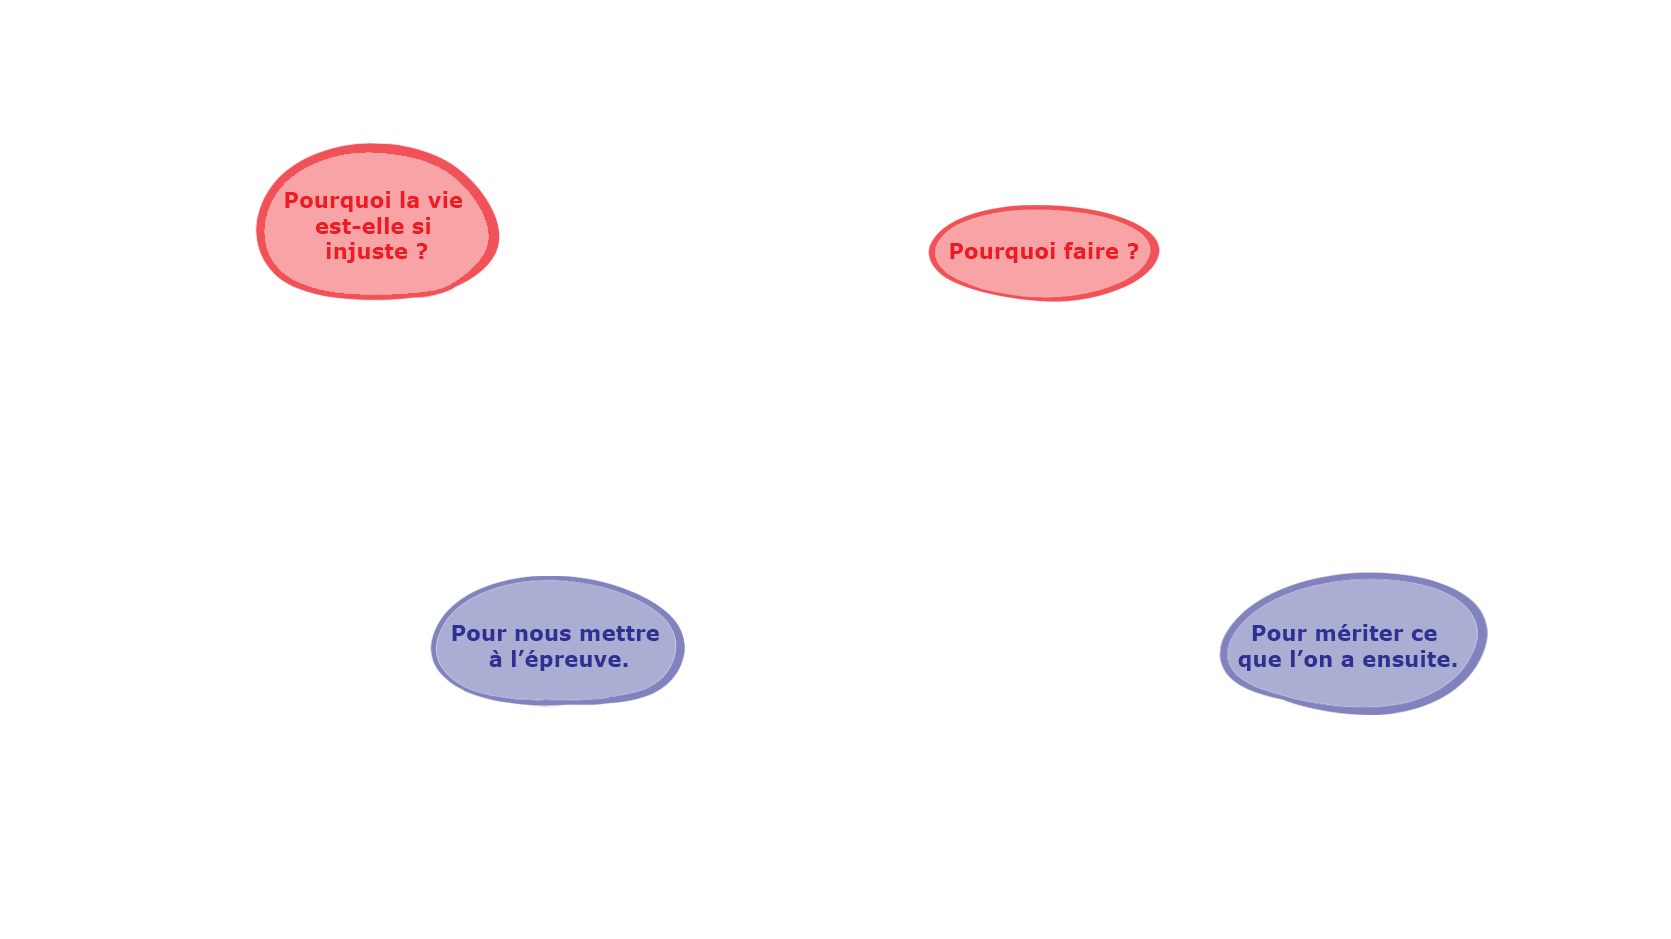 Pourquoi la vie
est-elle si
injuste ?
Pour nous mettre
à l’épreuve.
Pourquoi faire ?
Pour mériter ce
que l’on a ensuite.